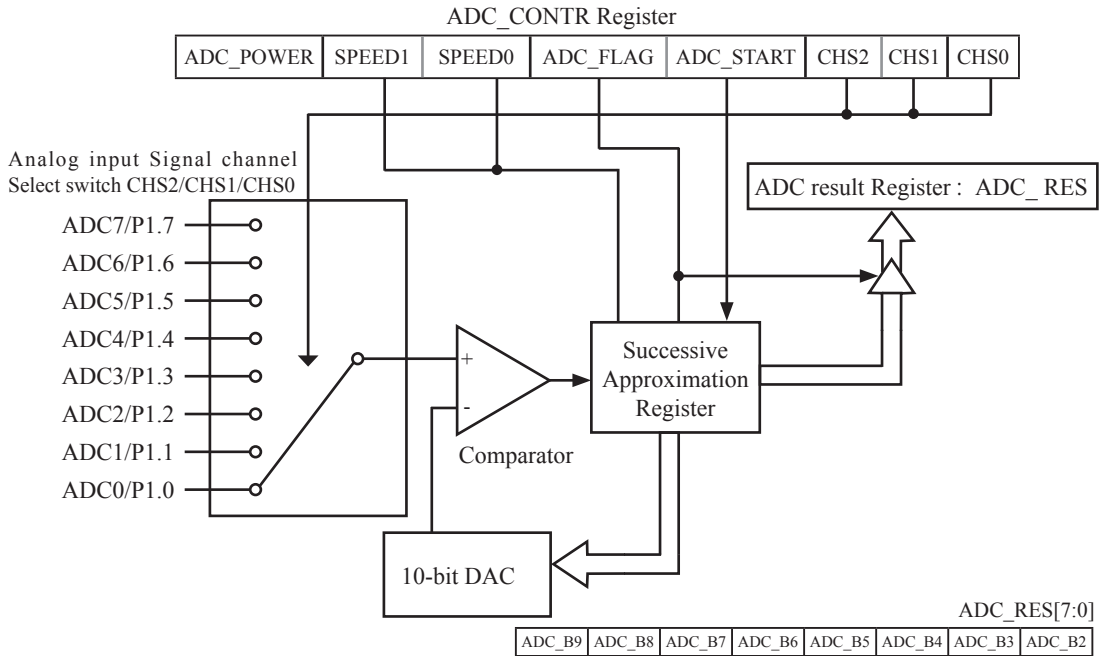 ADC_CONTR Register
ADC_POWER SPEED1 SPEED0 ADC_FLAG ADC_START CHS2 CHS1 CHS0
Analog input Signal channel
Select switch CHS2/CHS1/CHS0
ADC result Register : ADC_ RES
ADC7/P1.7
ADC6/P1.6
ADC5/P1.5
ADC4/P1.4
ADC3/P1.3
ADC2/P1.2
ADC1/P1.1
ADC0/P1.0
+
-
Comparator
Successive
Approximation
Register
10-bit DAC
ADC_RES[7:0]
ADC_B9 ADC_B8 ADC_B7 ADC_B6 ADC_B5 ADC_B4 ADC_B3 ADC_B2